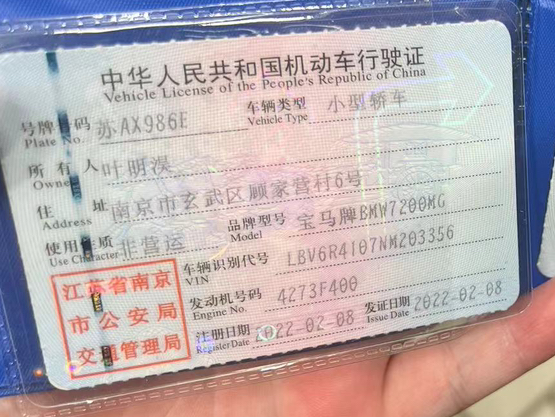 中华人民共和国机动车行驶证
Vehicle License of the People's Republic of China
号牌号码 苏AX986E 车辆类型 小型轿车
Plate No. Vehicle Type
所有人 叶明淏
Owner
住址 南京市玄武区顾家营村6号
Address
使用性质 非营运 品牌型号 宝马牌BMW7200MG
Use Character Model
车辆识别代号 LBV6R4107NM203356
VIN
发动机号码 4273F400
Engine No.
注册日期 2022-02-08 发证日期 2022-02-08
Register Date Issue Date
江苏省南京
市公安局
交通管理局